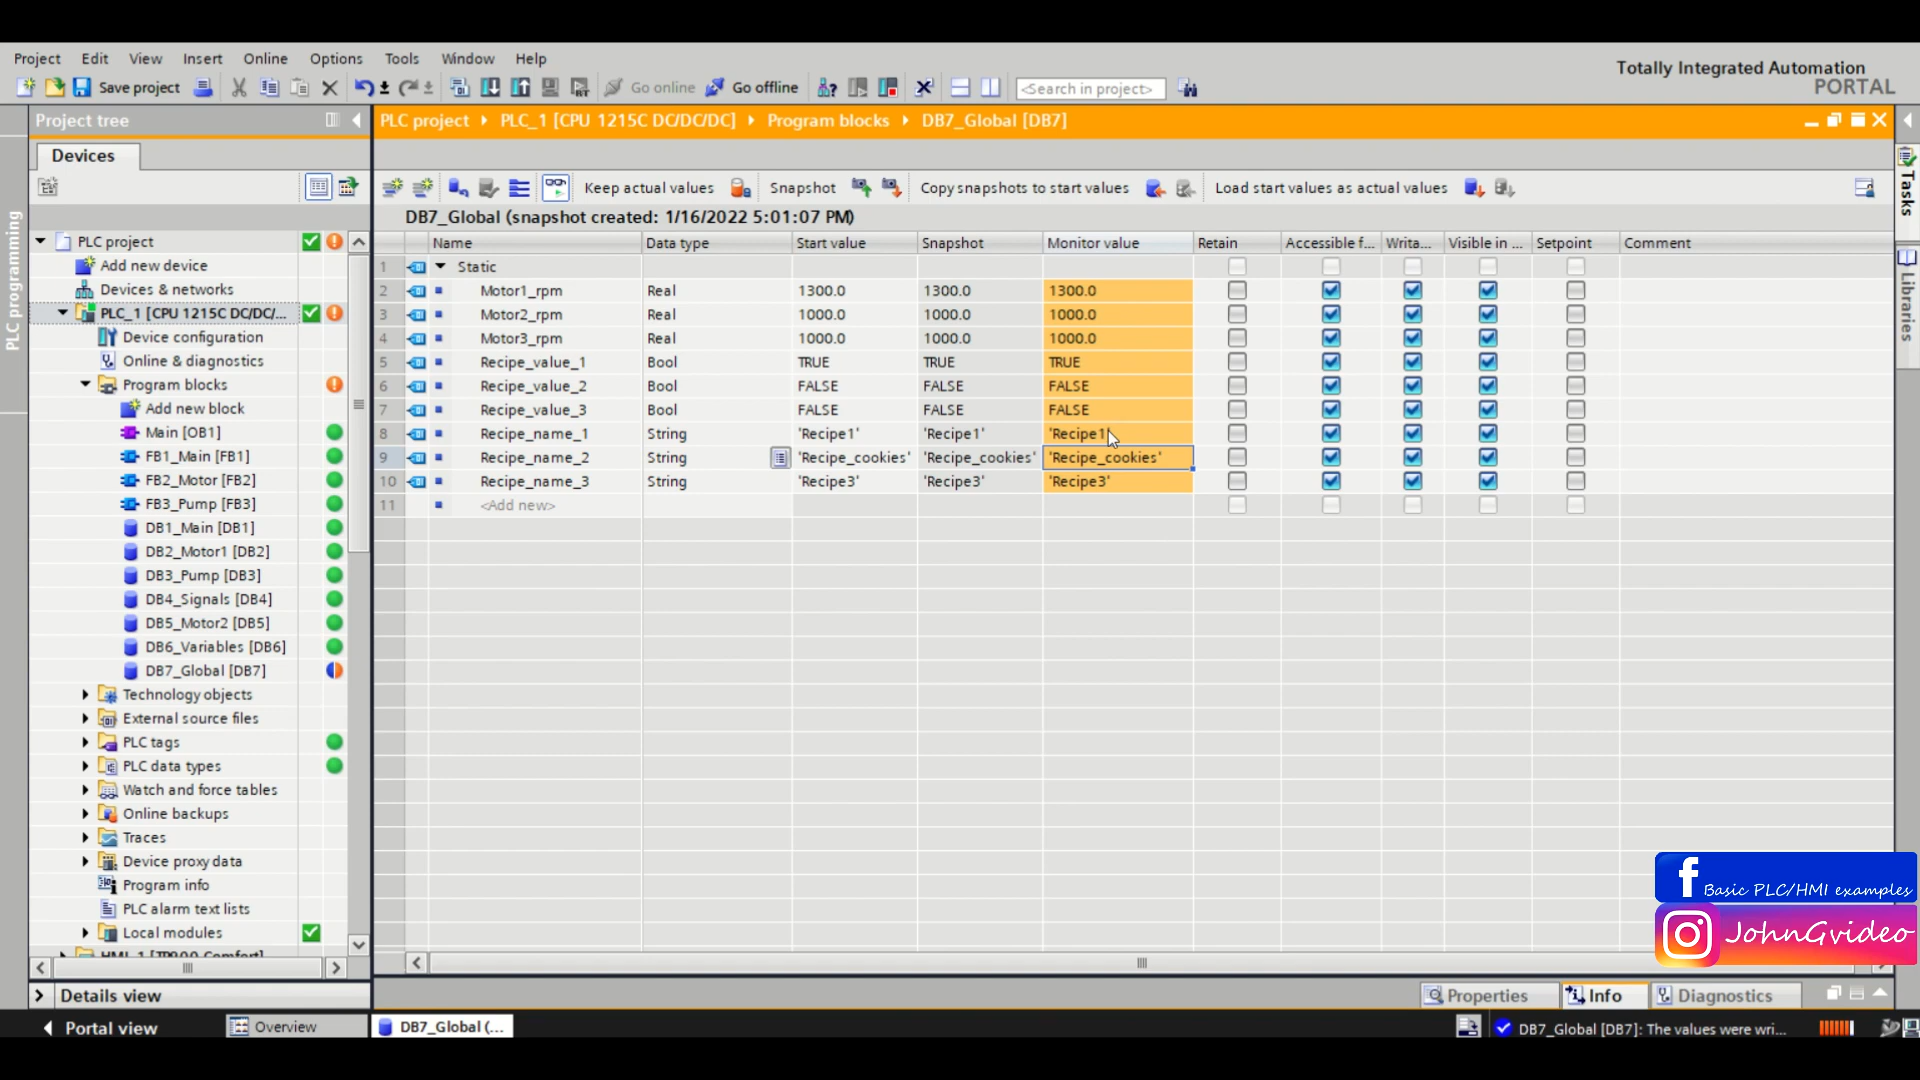 Project Edit View Insert Online Options Tools Window Help
Totally Integrated Automation
PORTAL
Save project Go online Go offline <Search in project>
Project tree
PLC project PLC_1 [CPU 1215C DC/DC/DC] Program blocks DB7_Global [DB7]
Devices
Keep actual values Snapshot Copy snapshots to start values Load start values as actual values
DB7_Global (snapshot created: 1/16/2022 5:01:07 PM)
Name Data type Start value Snapshot Monitor value Retain Accessible f... Writa... Visible in ... Setpoint Comment
1 Static
2 Motor1_rpm Real 1300.0 1300.0 1300.0
3 Motor2_rpm Real 1000.0 1000.0 1000.0
4 Motor3_rpm Real 1000.0 1000.0 1000.0
5 Recipe_value_1 Bool TRUE TRUE TRUE
6 Recipe_value_2 Bool FALSE FALSE FALSE
7 Recipe_value_3 Bool FALSE FALSE FALSE
8 Recipe_name_1 String 'Recipe1' 'Recipe1' 'Recipe1'
9 Recipe_name_2 String 'Recipe_cookies' 'Recipe_cookies' 'Recipe_cookies'
10 Recipe_name_3 String 'Recipe3' 'Recipe3' 'Recipe3'
11 <Add new>
PLC programming
PLC project
Add new device
Devices & networks
PLC_1 [CPU 1215C DC/DC/...
Device configuration
Online & diagnostics
Program blocks
Add new block
Main [OB1]
FB1_Main [FB1]
FB2_Motor [FB2]
FB3_Pump [FB3]
DB1_Main [DB1]
DB2_Motor1 [DB2]
DB3_Pump [DB3]
DB4_Signals [DB4]
DB5_Motor2 [DB5]
DB6_Variables [DB6]
DB7_Global [DB7]
Technology objects
External source files
PLC tags
PLC data types
Watch and force tables
Online backups
Traces
Device proxy data
Program info
PLC alarm text lists
Local modules
Tasks
Libraries
Basic PLC/HMI examples
JohnGvideo
Details view
Properties Info Diagnostics
Portal view Overview DB7_Global (...
DB7_Global [DB7]: The values were wri...